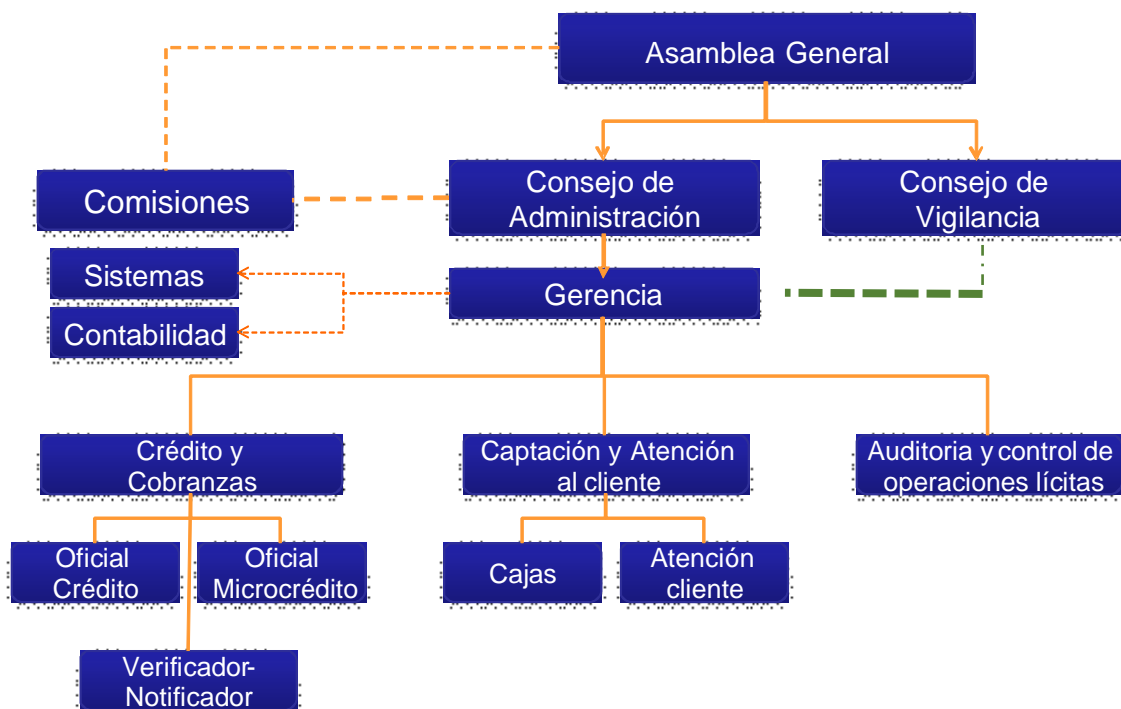 Asamblea General
Comisiones
Consejo de
Administración
Consejo de
Vigilancia
Sistemas
Contabilidad
Gerencia
Crédito y
Cobranzas
Captación y Atención
al cliente
Auditoria y control de
operaciones lícitas
Oficial
Crédito
Oficial
Microcrédito
Cajas
Atención
cliente
Verificador-
Notificador